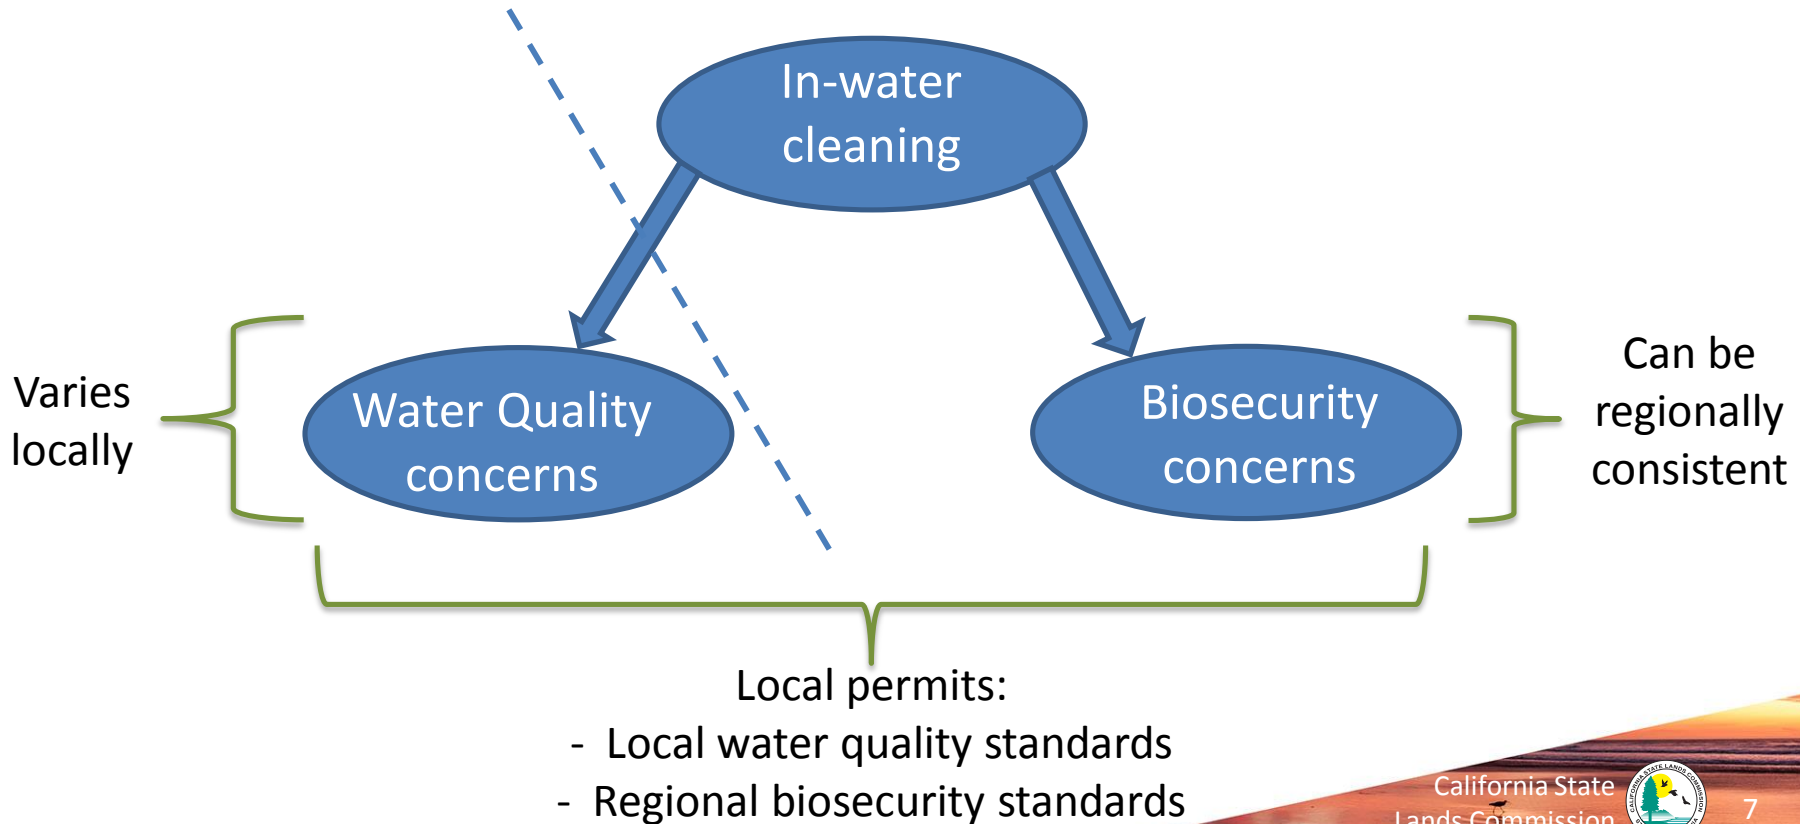 In-water
cleaning
Varies
locally
Water Quality
concerns
Biosecurity
concerns
Can be
regionally
consistent
Local permits:
- Local water quality standards
- Regional biosecurity standards
California State
Lands Commission
7